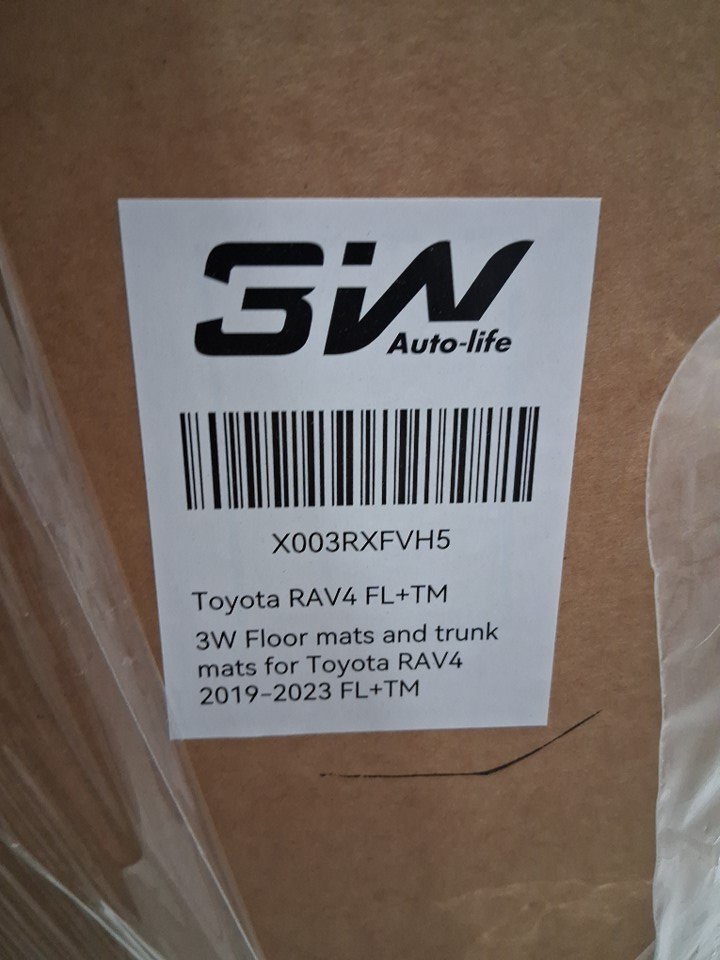 3W
Auto-life
X003RXFVH5
Toyota RAV4 FL+TM
3W Floor mats and trunk
mats for Toyota RAV4
2019-2023 FL+TM